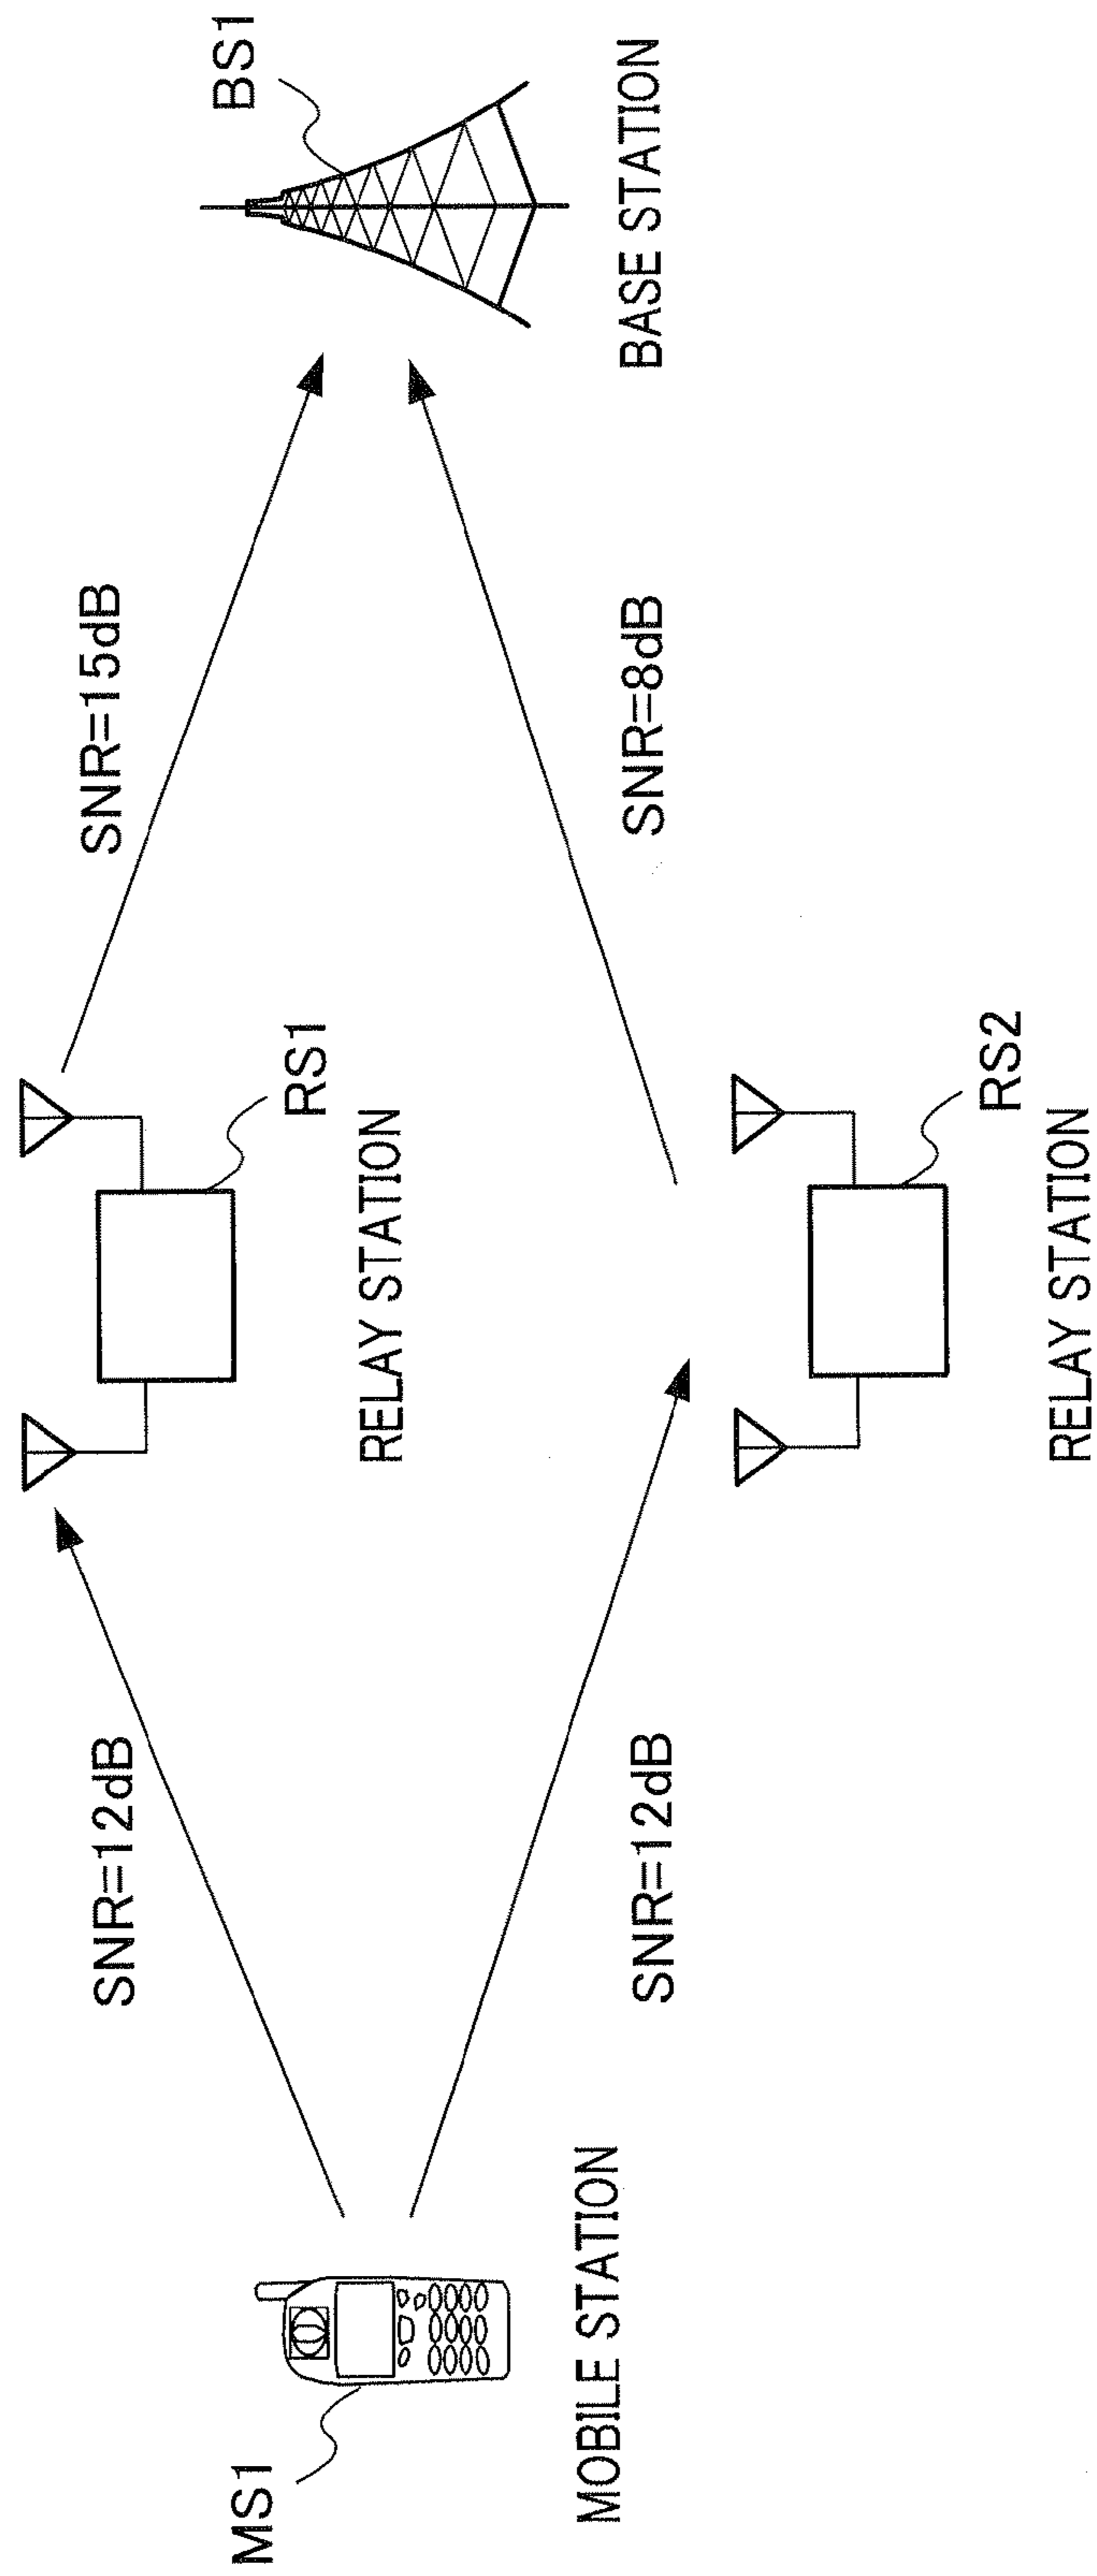 SNR=12dB
SNR=15dB
BS1
RS1
RELAY STATION
MS1
MOBILE STATION
BASE STATION
SNR=12dB
SNR=8dB
RS2
RELAY STATION